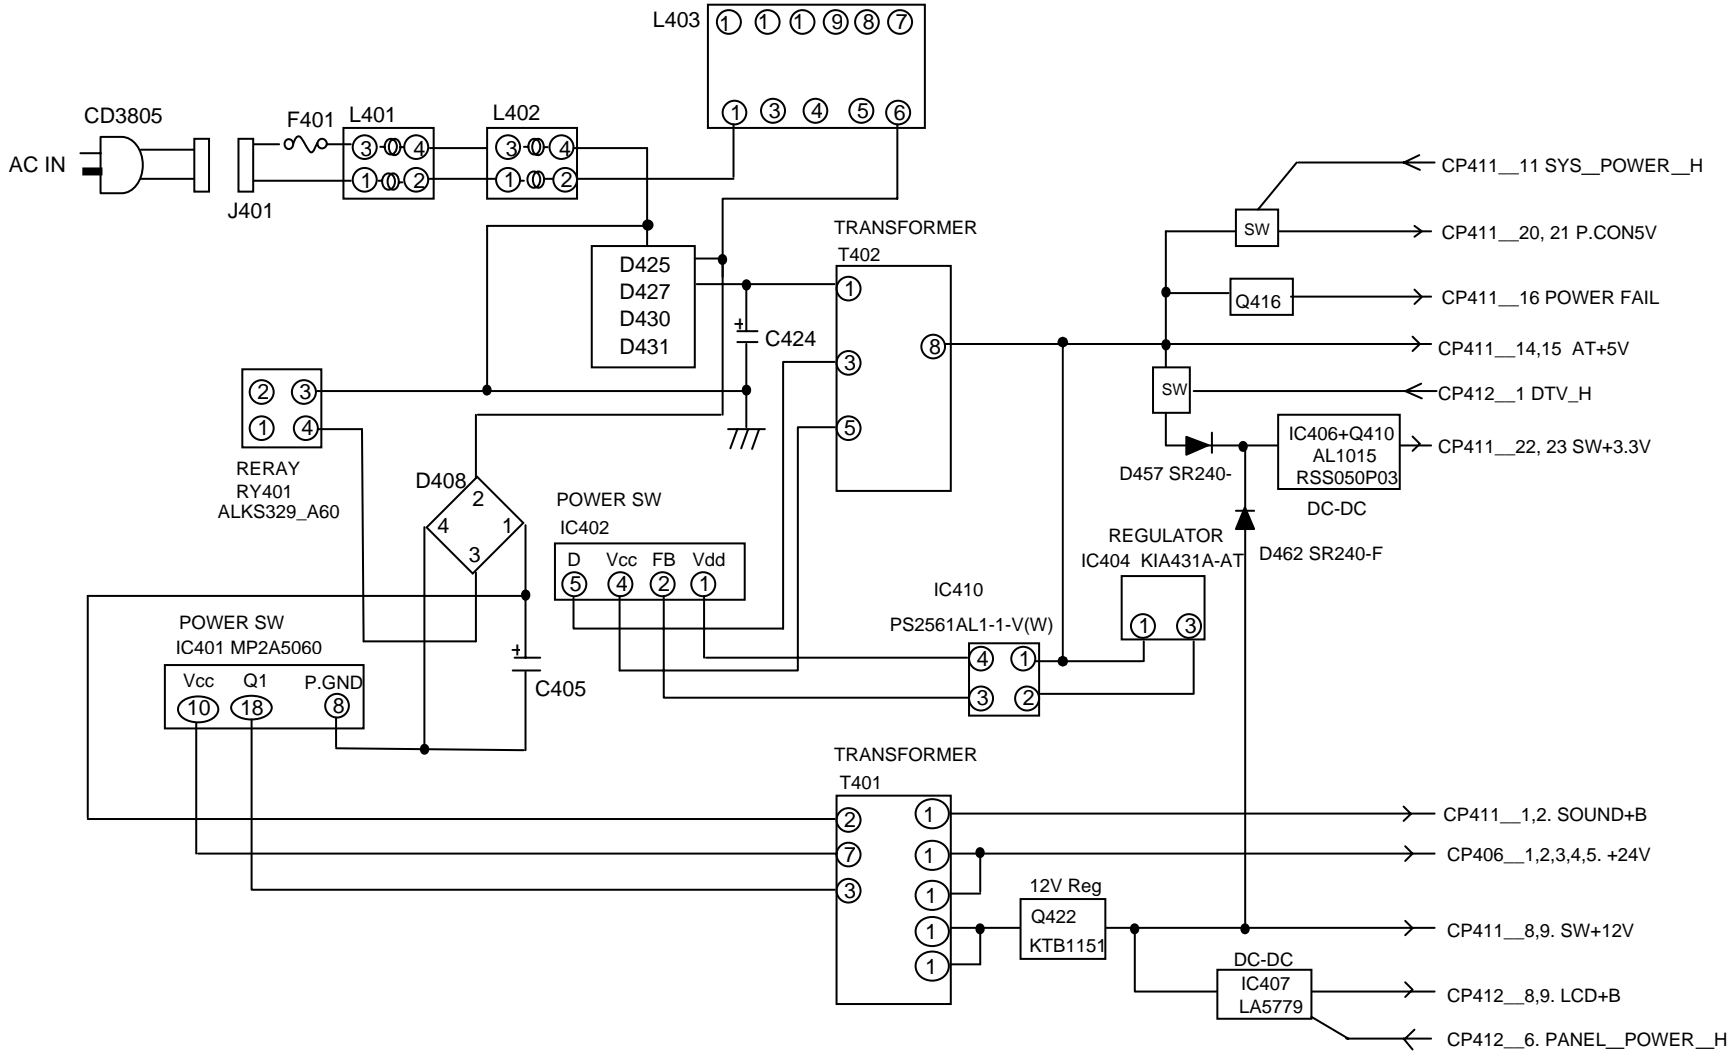 L403
1 1 1 9 8 7
1 3 4 5 6
CD3805
AC IN
J401
F401
L401
3 4
1 2
L402
3 4
1 2
D425
D427
D430
D431
C424
TRANSFORMER
T402
1
3
5
8
SW
Q416
SW
CP411__11 SYS__POWER__H
CP411__20, 21 P.CON5V
CP411__16 POWER FAIL
CP411__14,15 AT+5V
CP412__1 DTV_H
CP411__22, 23 SW+3.3V
D457 SR240-
IC406+Q410
AL1015
RSS050P03
DC-DC
D462 SR240-F
2 3
1 4
RERAY
RY401
ALKS329_A60
D408
2
4 1
3
C405
POWER SW
IC402
D Vcc FB Vdd
5 4 2 1
REGULATOR
IC404 KIA431A-AT
1 3
IC410
PS2561AL1-1-V(W)
4 1
3 2
POWER SW
IC401 MP2A5060
Vcc Q1 P.GND
10 18 8
TRANSFORMER
T401
2
7
3
1
1
1
1
1
12V Reg
Q422
KTB1151
DC-DC
IC407
LA5779
CP411__1,2. SOUND+B
CP406__1,2,3,4,5. +24V
CP411__8,9. SW+12V
CP412__8,9. LCD+B
CP412__6. PANEL__POWER__H